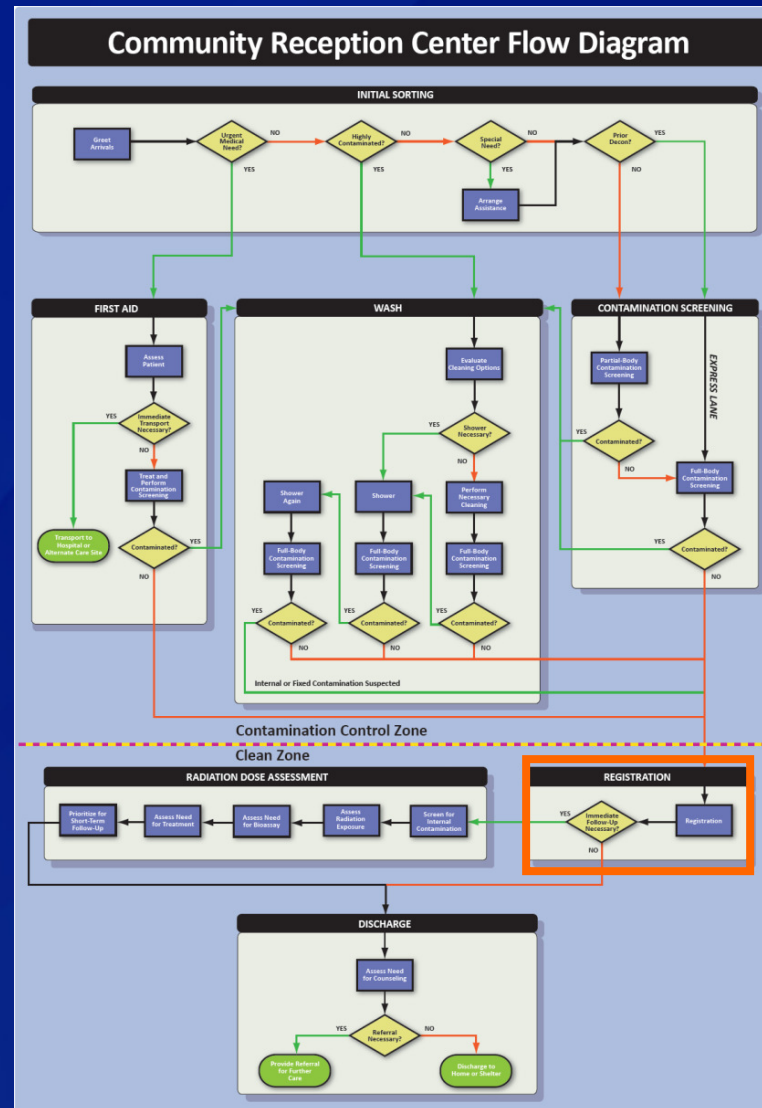 Community Reception Center Flow Diagram
INITIAL SORTING
Greet
Arrivals
Urgent
Medical
Need?
NO
YES
Highly
Contaminated?
NO
YES
Special
Need?
NO
YES
Arrange
Assistance
Prior
Decon?
YES
NO
FIRST AID
Assess
Patient
YES
Immediate
Transport
Necessary?
NO
Treat and
Perform
Contamination
Screening
Transport to
Hospital or
Alternate Care Site
Contaminated?
YES
NO
WASH
Evaluate
Cleaning Options
YES
Shower
Necessary?
NO
Shower
Again
Shower
Perform
Necessary
Cleaning
Full-Body
Contamination
Screening
Full-Body
Contamination
Screening
Full-Body
Contamination
Screening
YES
Contaminated?
NO
YES
Contaminated?
NO
YES
Contaminated?
NO
Internal or Fixed Contamination Suspected
CONTAMINATION SCREENING
Partial-Body
Contamination
Screening
EXPRESS LANE
YES
Contaminated?
NO
Full-Body
Contamination
Screening
YES
Contaminated?
NO
Contamination Control Zone
Clean Zone
RADIATION DOSE ASSESSMENT
Prioritize for
Short-Term
Follow-Up
Assess Need
for Treatment
Assess Need
for Bioassay
Assess
Radiation
Exposure
Screen for
Internal
Contamination
REGISTRATION
YES
Immediate
Follow-Up
Necessary?
NO
Registration
DISCHARGE
Assess Need
for Counseling
YES
Referral
Necessary?
NO
Provide Referral
for Further
Care
Discharge to
Home or Shelter